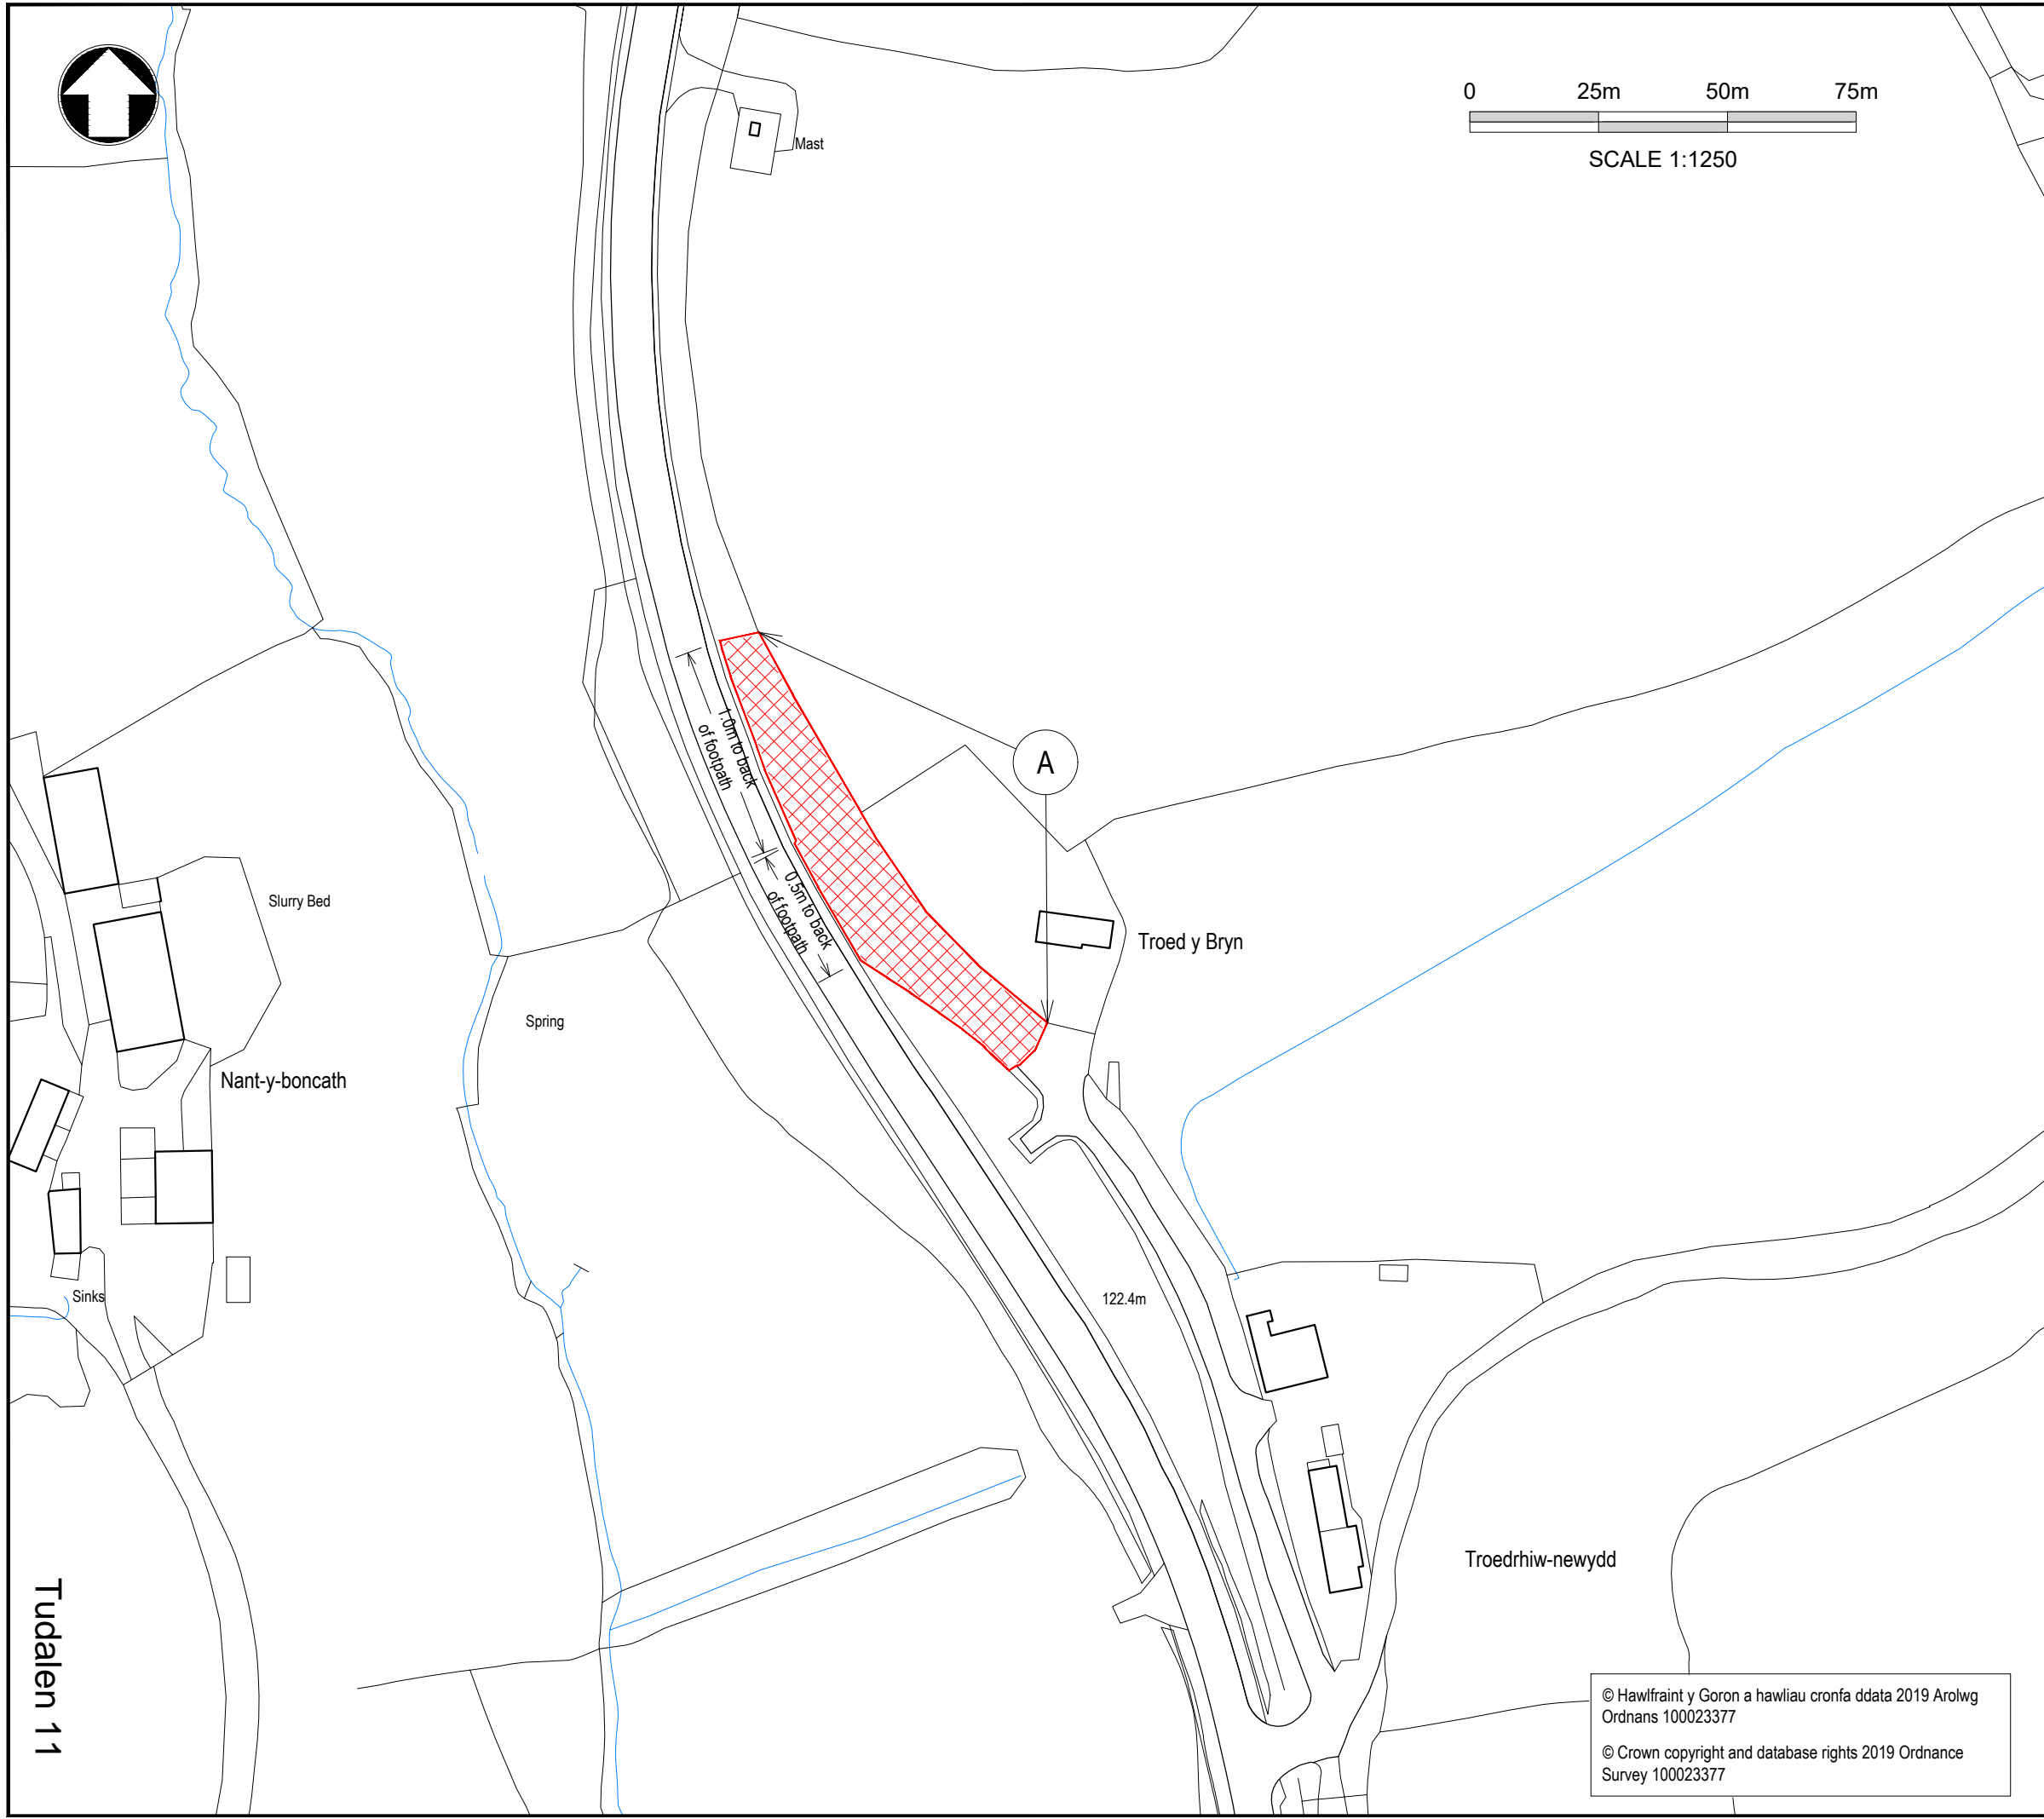 0 25m 50m 75m
SCALE 1:1250
Mast
1.0m to back
of footpath
A
0.5m to back
of footpath
Troed y Bryn
Slurry Bed
Spring
Nant-y-boncath
Sinks
122.4m
Troedrhiw-newydd
Tudalen 11
© Hawlfraint y Goron a hawliau cronfa ddata 2019 Arolwg
Ordnans 100023377
© Crown copyright and database rights 2019 Ordnance
Survey 100023377